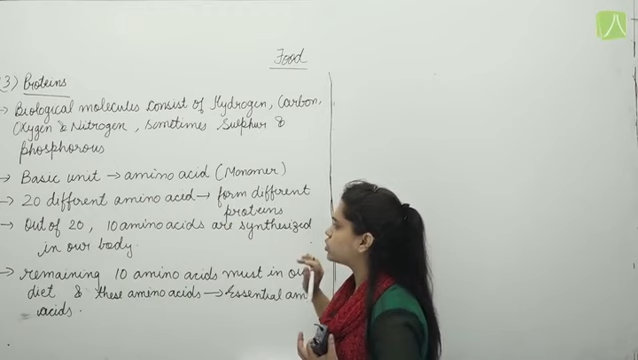 Food
(3) Proteins
→ Biological molecules consist of Hydrogen, Carbon,
Oxygen & Nitrogen, sometimes Sulphur &
phosphorous
→ Basic unit → amino acid (Monomer)
→ 20 different amino acid → form different
proteins
→ Out of 20, 10 amino acids are synthesized
in our body.
→ remaining 10 amino acids must in ou
diet & these amino acids → Essential am
acids.